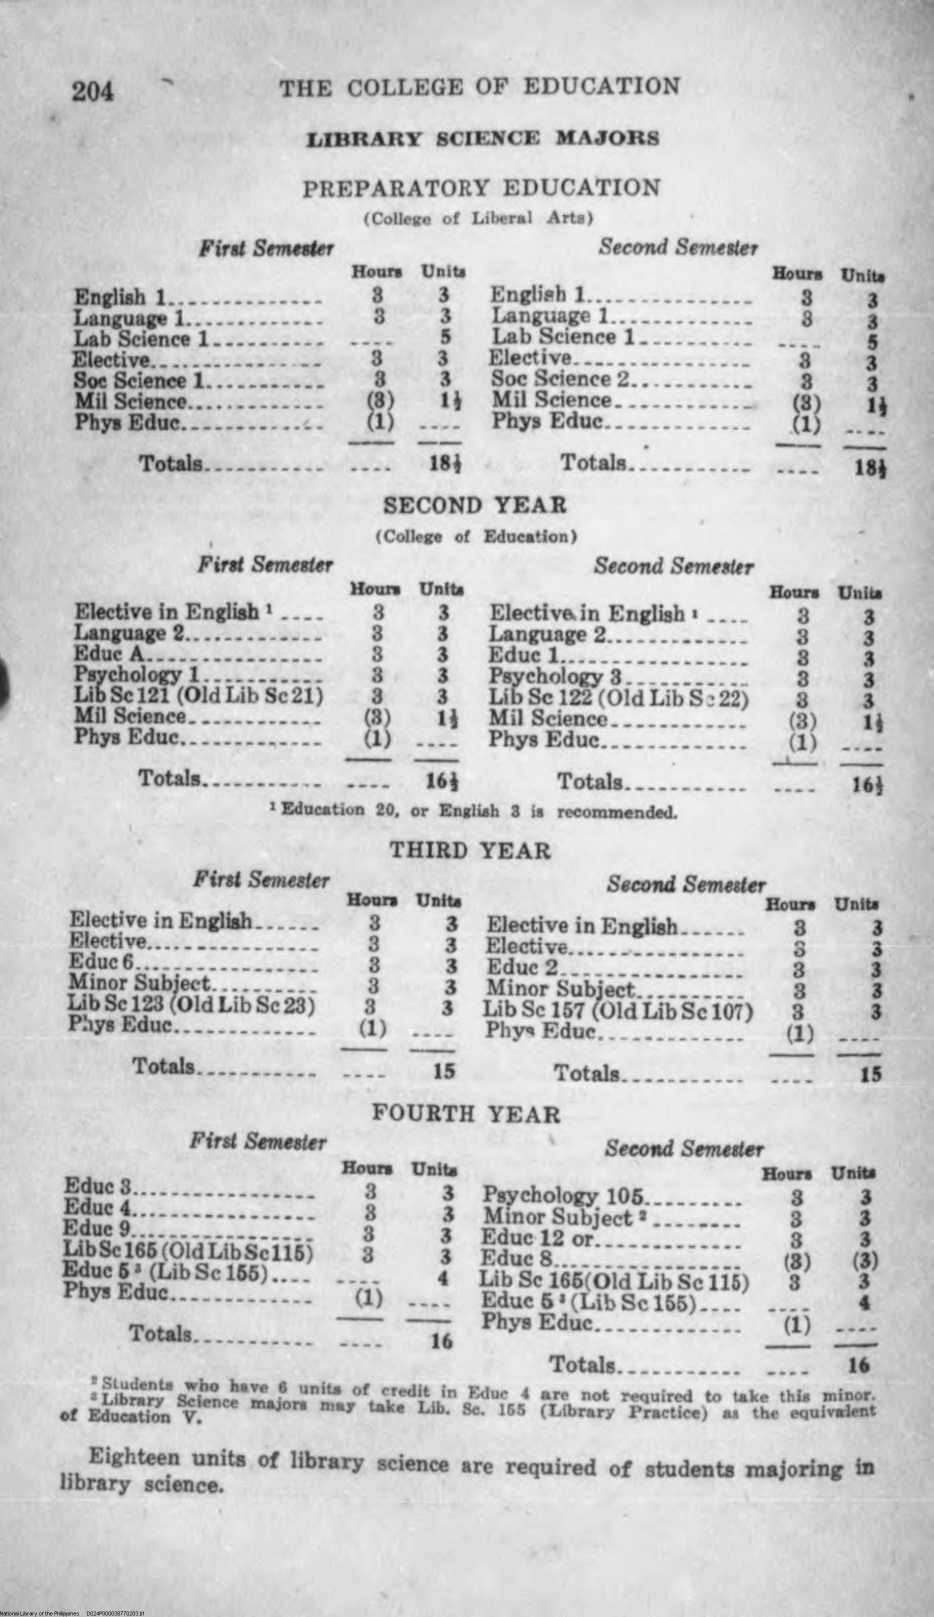 204 THE COLLEGE OF EDUCATION
LIBRARY SCIENCE MAJORS
PREPARATORY EDUCATION
(College of Liberal Arts)
First Semester Second Semester
Hours Units Hours Units
English 1.............. 3 3 English 1............... 3 3
Language 1............. 3 3 Language 1............. 3 3
Lab Science 1.......... .... 5 Lab Science 1.......... .... 5
Elective................ 3 3 Elective................ 3 3
Soc Science 1........... 3 3 Soc Science 2........... 3 3
Mil Science............. (3) 1½ Mil Science............. (3) 1½
Phys Educ............. (1) .... Phys Educ............. (1) ....
Totals........... .... 18½ Totals........... .... 18½
SECOND YEAR
(College of Education)
First Semester Second Semester
Hours Units Hours Units
Elective in English ¹ .... 3 3 Elective in English ¹ .... 3 3
Language 2............. 3 3 Language 2............. 3 3
Educ A................ 3 3 Educ 1................. 3 3
Psychology 1........... 3 3 Psychology 3........... 3 3
Lib Sc 121 (Old Lib Sc 21) 3 3 Lib Sc 122 (Old Lib Sc 22) 3 3
Mil Science............. (3) 1½ Mil Science............. (3) 1½
Phys Educ............. (1) .... Phys Educ............. (1) ....
Totals........... .... 16½ Totals........... .... 16½
¹ Education 20, or English 3 is recommended.
THIRD YEAR
First Semester Second Semester
Hours Units Hours Units
Elective in English...... 3 3 Elective in English...... 3 3
Elective................ 3 3 Elective................ 3 3
Educ 6................. 3 3 Educ 2................. 3 3
Minor Subject.......... 3 3 Minor Subject.......... 3 3
Lib Sc 123 (Old Lib Sc 23) 3 3 Lib Sc 157 (Old Lib Sc 107) 3 3
Phys Educ............. (1) .... Phys Educ............. (1) ....
Totals........... .... 15 Totals........... .... 15
FOURTH YEAR
First Semester Second Semester
Hours Units Hours Units
Educ 3................. 3 3 Psychology 105......... 3 3
Educ 4................. 3 3 Minor Subject ² ........ 3 3
Educ 9................. 3 3 Educ 12 or............. 3 3
Lib Sc 165 (Old Lib Sc 115) 3 3 Educ 8................. (3) (3)
Educ 5 ³ (Lib Sc 155).... .... 4 Lib Sc 165 (Old Lib Sc 115) 3 3
Phys Educ............. (1) .... Educ 5 ³ (Lib Sc 155).... .... 4
Totals........... .... 16 Phys Educ............. (1) ....
Totals........... .... 16
² Students who have 6 units of credit in Educ 4 are not required to take this minor.
³ Library Science majors may take Lib. Sc. 155 (Library Practice) as the equivalent
of Education V.
Eighteen units of library science are required of students majoring in
library science.
National Library of the Philippines